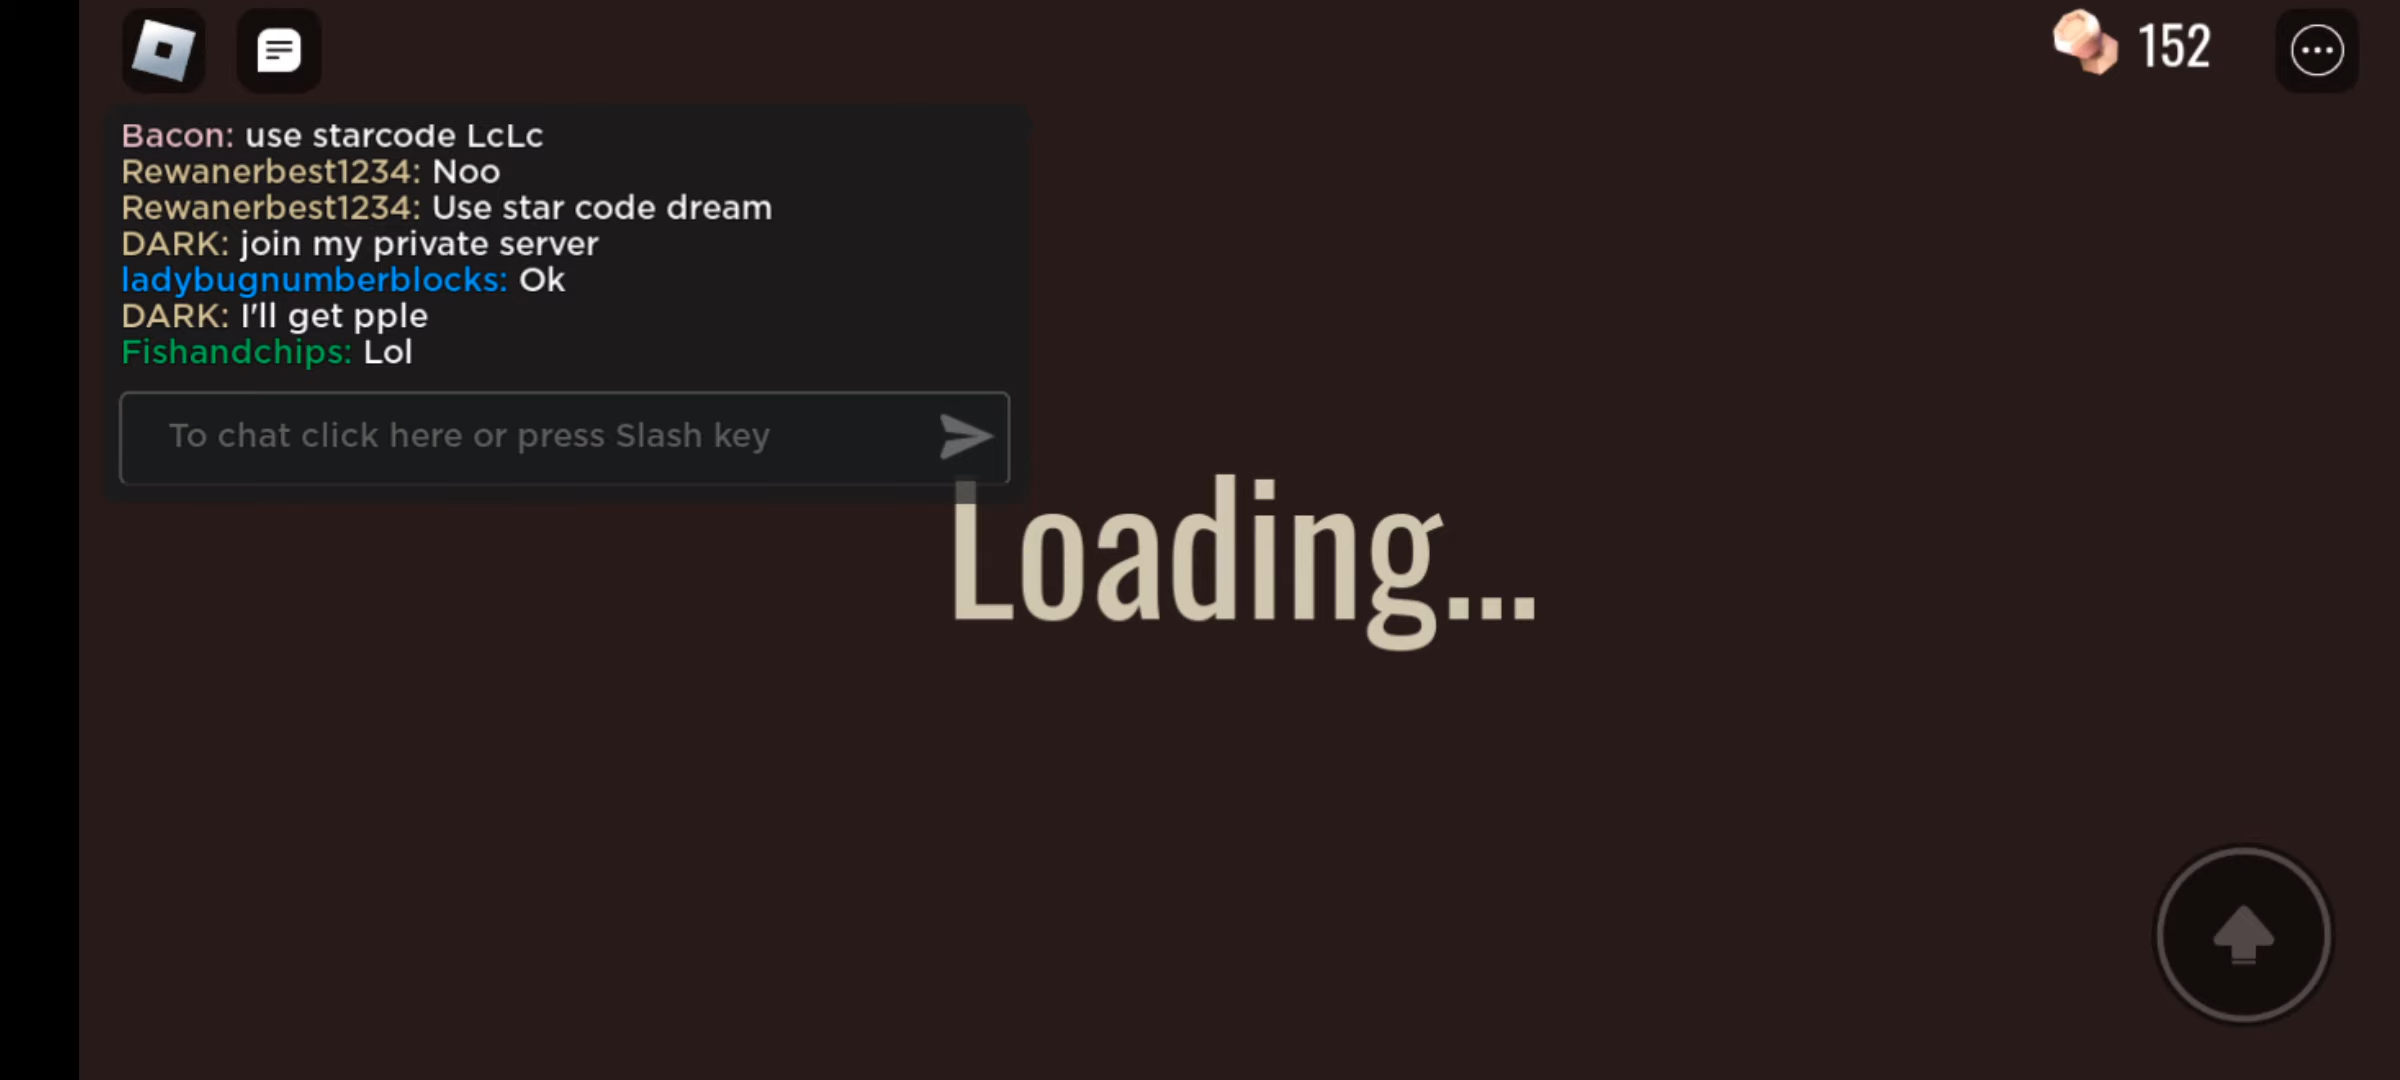 152
Bacon: use starcode LcLc
Rewanerbest1234: Noo
Rewanerbest1234: Use star code dream
DARK: join my private server
ladybugnumberblocks: Ok
DARK: I'll get pple
Fishandchips: Lol
To chat click here or press Slash key
Loading...